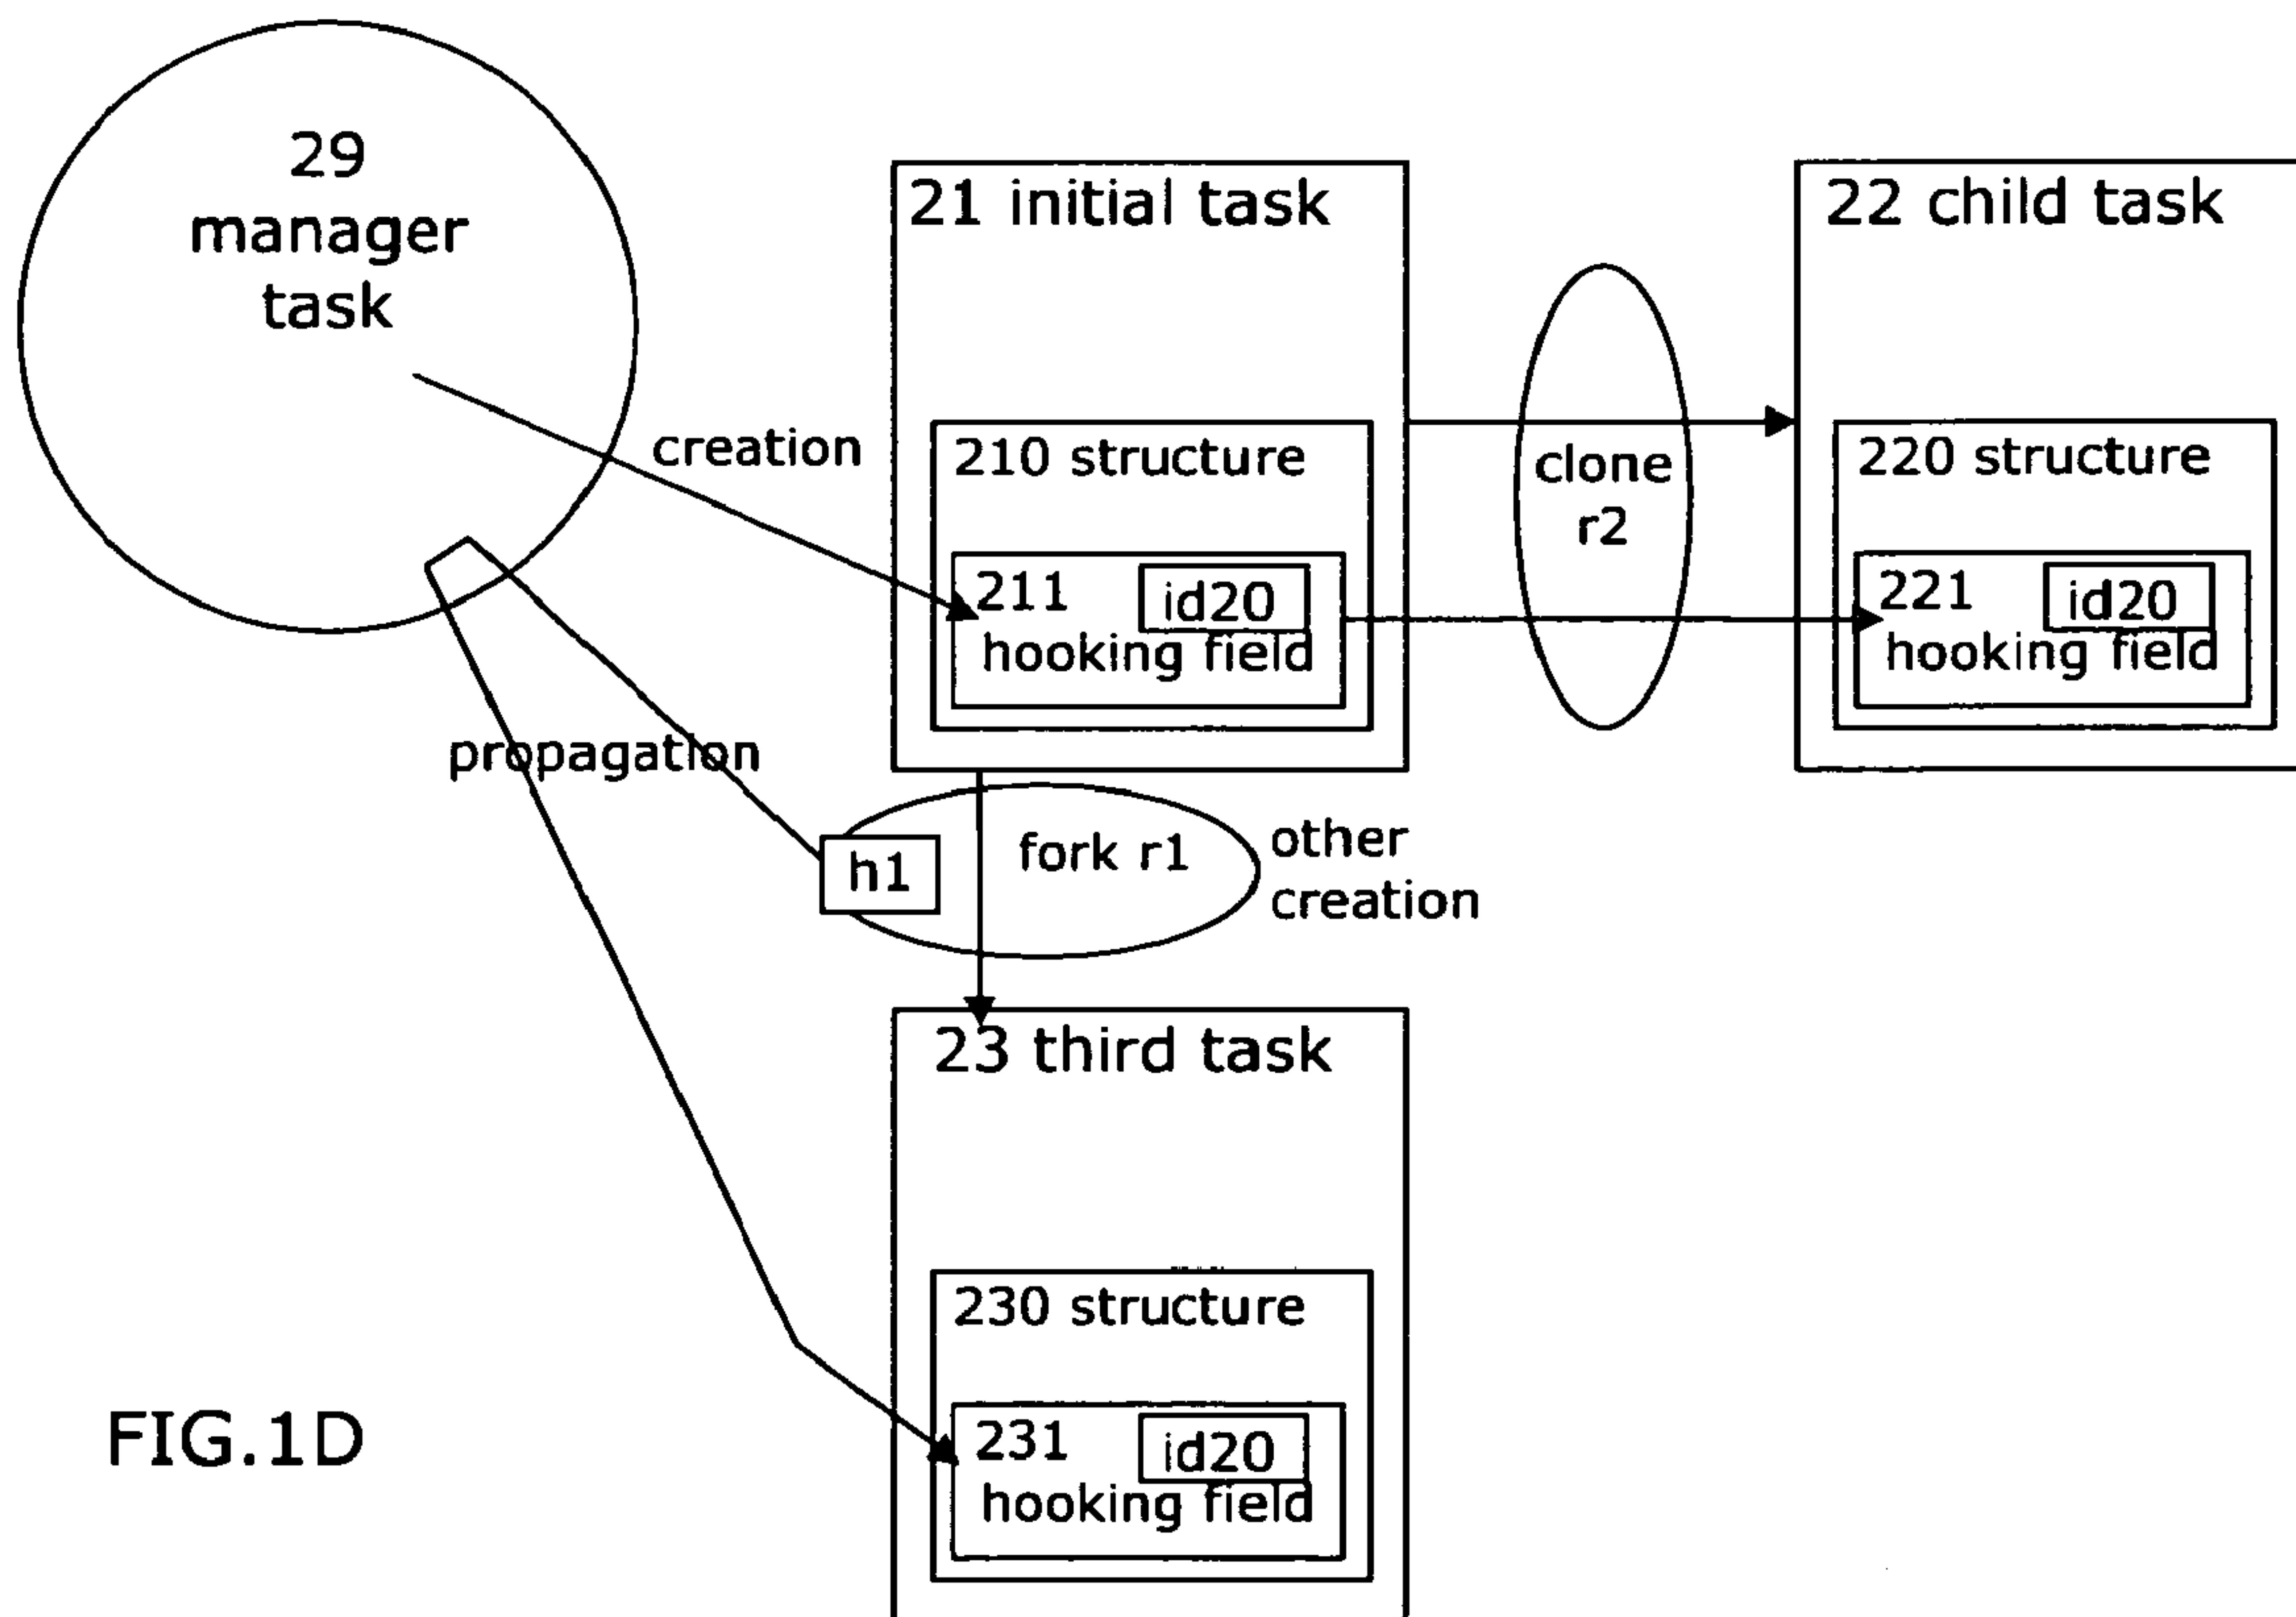 29
manager
task
21 initial task
22 child task
creation
210 structure
clone
r2
220 structure
211
id20
hooking field
221
id20
hooking field
propagation
h1
fork r1
other
creation
23 third task
230 structure
231
id20
hooking field
FIG.1D